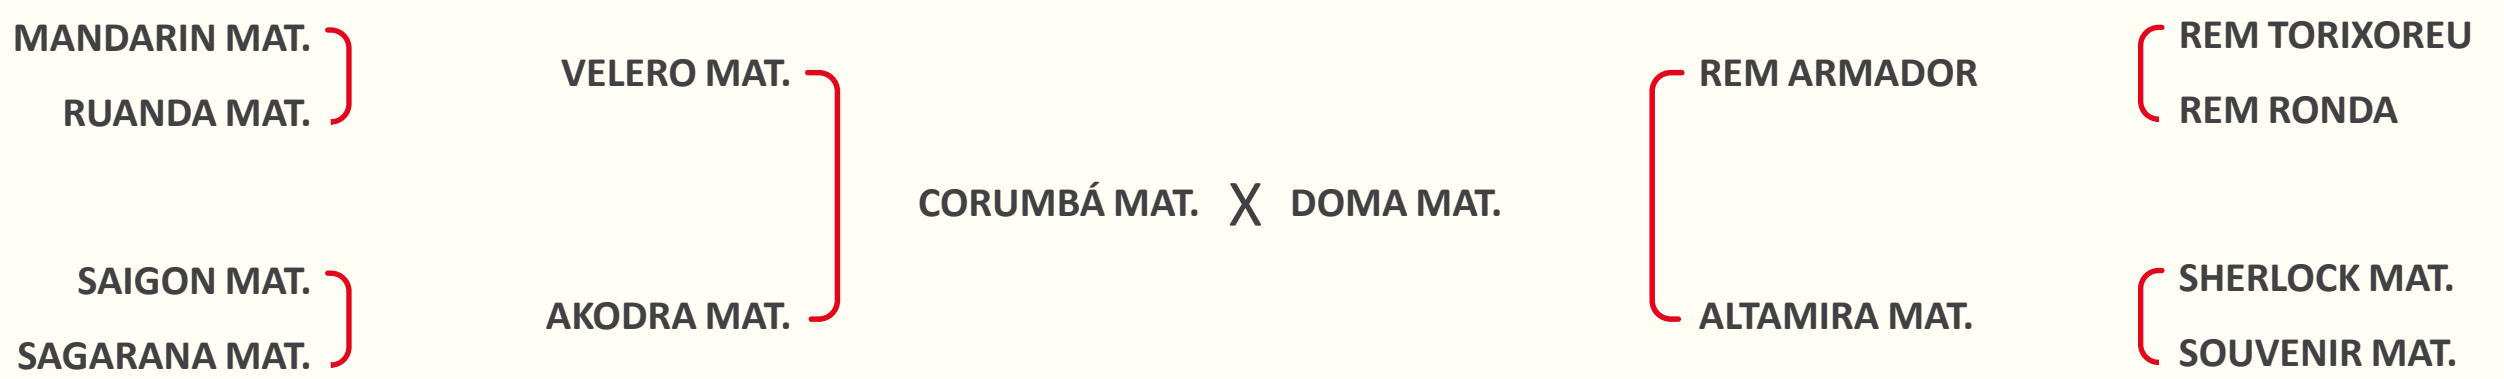 MANDARIN MAT.
RUANDA MAT.
SAIGON MAT.
SAGARANA MAT.
VELERO MAT.
AKODRA MAT.
CORUMBÁ MAT. X DOMA MAT.
REM ARMADOR
ALTAMIRA MAT.
REM TORIXOREU
REM RONDA
SHERLOCK MAT.
SOUVENIR MAT.